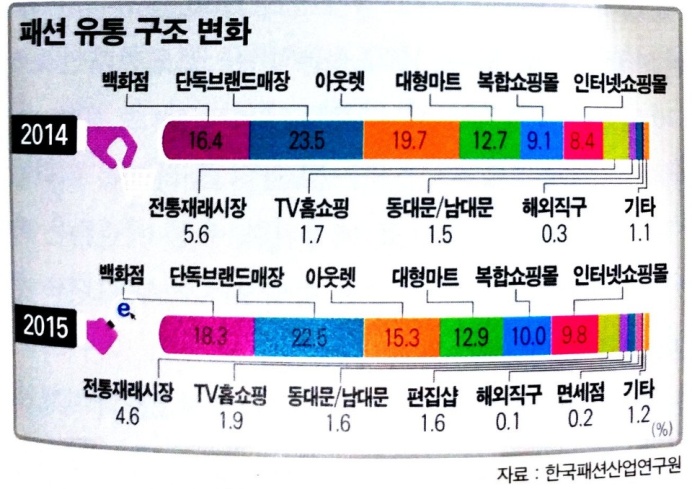 패션 유통 구조 변화
백화점 단독브랜드매장 아웃렛 대형마트 복합쇼핑몰 인터넷쇼핑몰
2014 16.4 23.5 19.7 12.7 9.1 8.4
전통재래시장 TV홈쇼핑 동대문/남대문 해외직구 기타
5.6 1.7 1.5 0.3 1.1
백화점 단독브랜드매장 아웃렛 대형마트 복합쇼핑몰 인터넷쇼핑몰
e
2015 18.3 22.5 15.3 12.9 10.0 9.8
전통재래시장 TV홈쇼핑 동대문/남대문 편집샵 해외직구 면세점 기타
4.6 1.9 1.6 1.6 0.1 0.2 1.2
(%)
자료 : 한국패션산업연구원